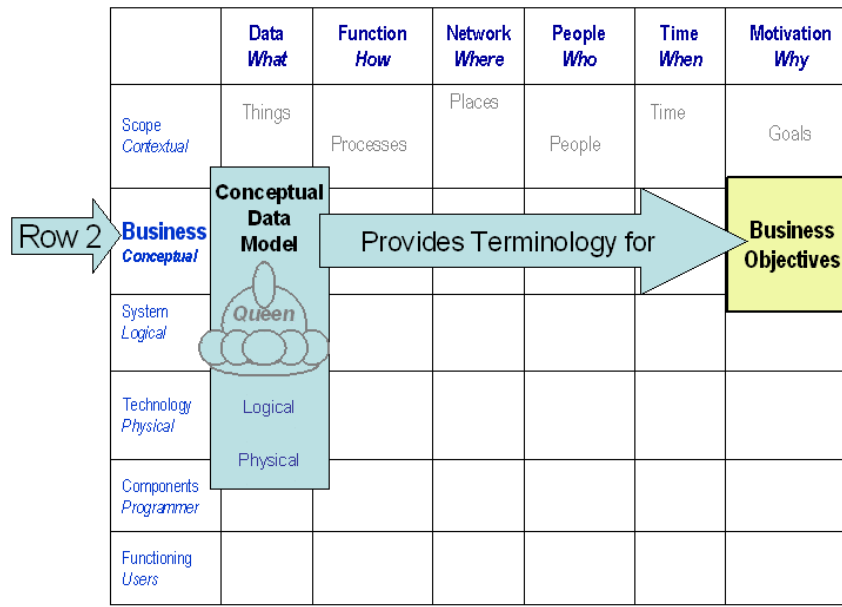 Data Function Network People Time Motivation
What How Where Who When Why
Scope
Contextual
Things
Processes
Places
People
Time
Goals
Row 2
Business
Conceptual
Conceptual
Data
Model
Provides Terminology for
Business
Objectives
System
Logical
Queen
Technology
Physical
Logical
Physical
Components
Programmer
Functioning
Users